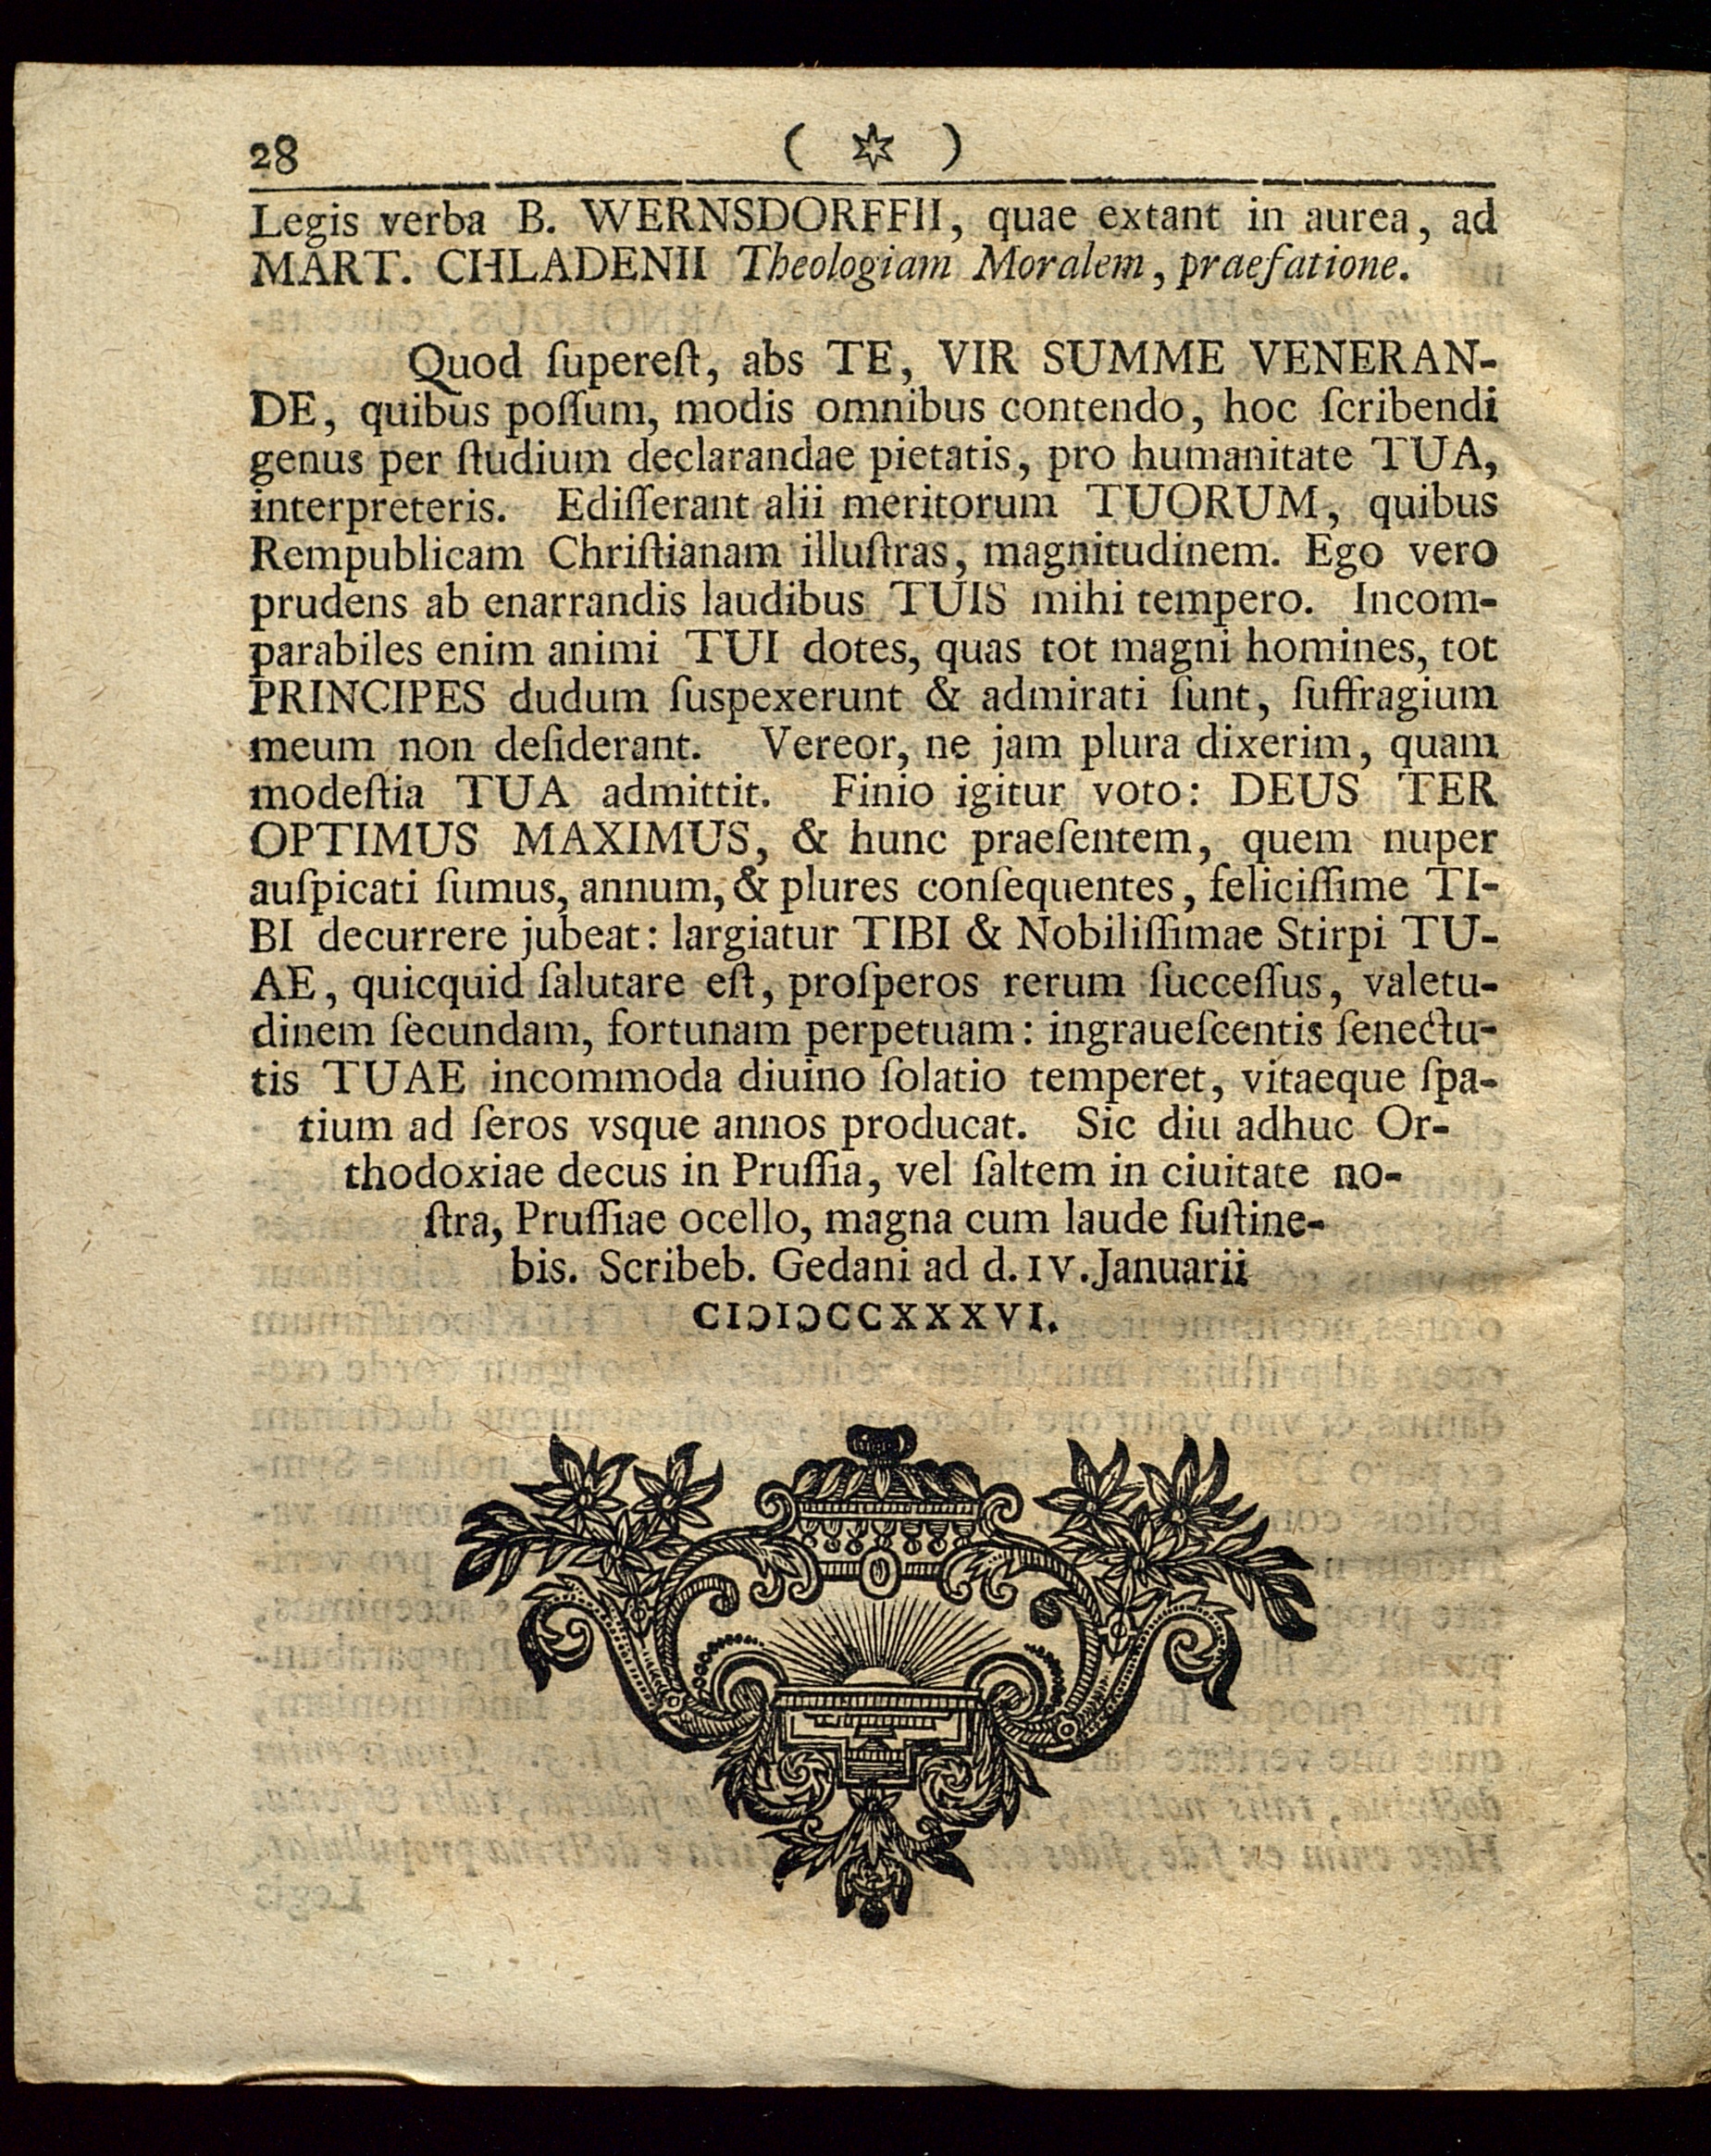 28 ( ✡ )
Legis verba B. WERNSDORFFII, quae extant in aurea, ad
MART. CHLADENII Theologiam Moralem, praefatione.
Quod ſupereſt, abs TE, VIR SUMME VENERAN-
DE, quibus poſſum, modis omnibus contendo, hoc ſcribendi
genus per ſtudium declarandae pietatis, pro humanitate TUA,
interpreteris. Ediſſerant alii meritorum TUORUM, quibus
Rempublicam Chriſtianam illuſtras, magnitudinem. Ego vero
prudens ab enarrandis laudibus TUIS mihi tempero. Incom-
parabiles enim animi TUI dotes, quas tot magni homines, tot
PRINCIPES dudum ſuspexerunt & admirati ſunt, ſuffragium
meum non deſiderant. Vereor, ne jam plura dixerim, quam
modeſtia TUA admittit. Finio igitur voto: DEUS TER
OPTIMUS MAXIMUS, & hunc praeſentem, quem nuper
auſpicati ſumus, annum, & plures conſequentes, feliciſſime TI-
BI decurrere jubeat: largiatur TIBI & Nobiliſſimae Stirpi TU-
AE, quicquid ſalutare eſt, proſperos rerum ſucceſſus, valetu-
dinem ſecundam, fortunam perpetuam: ingraueſcentis ſenectu-
tis TUAE incommoda diuino ſolatio temperet, vitaeque ſpa-
tium ad ſeros vsque annos producat. Sic diu adhuc Or-
thodoxiae decus in Pruſſia, vel ſaltem in ciuitate no-
ſtra, Pruſſiae ocello, magna cum laude ſuſtine-
bis. Scribeb. Gedani ad d. IV. Januarii
CIƆIƆCCXXXVI.